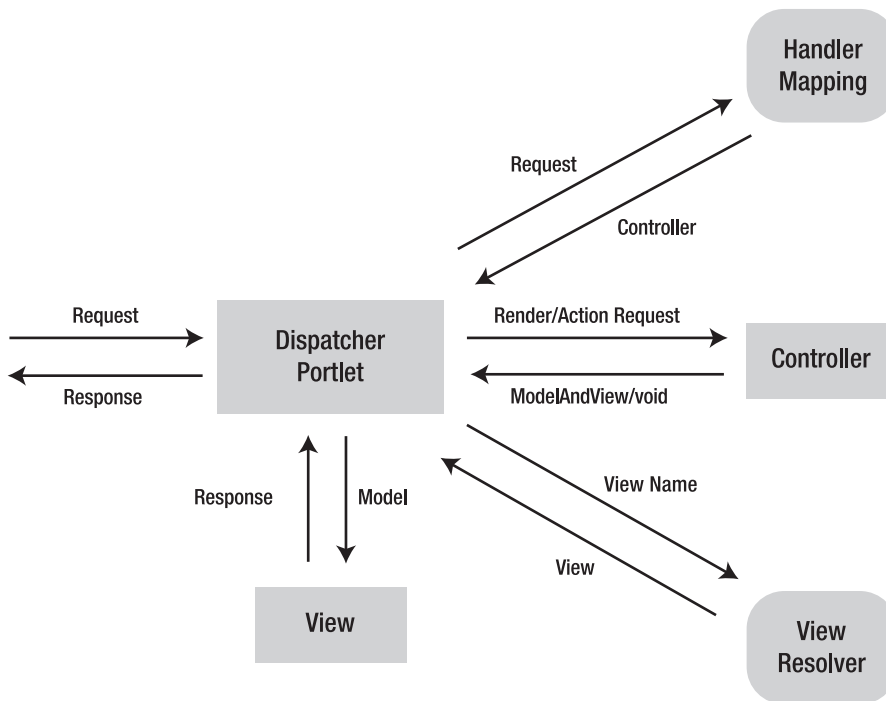 Handler
Mapping
Request
Controller
Request
Response
Dispatcher
Portlet
Render/Action Request
ModelAndView/void
Controller
Response
Model
View Name
View
View
View
Resolver